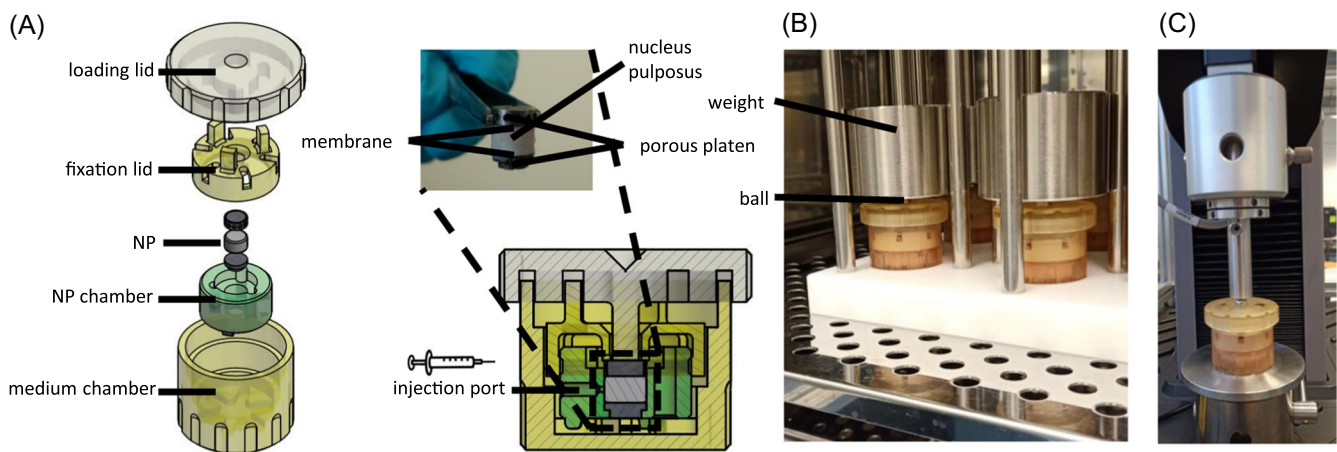 (A)
loading lid
fixation lid
NP
NP chamber
medium chamber
nucleus
pulposus
membrane
porous platen
injection port
(B)
weight
ball
(C)